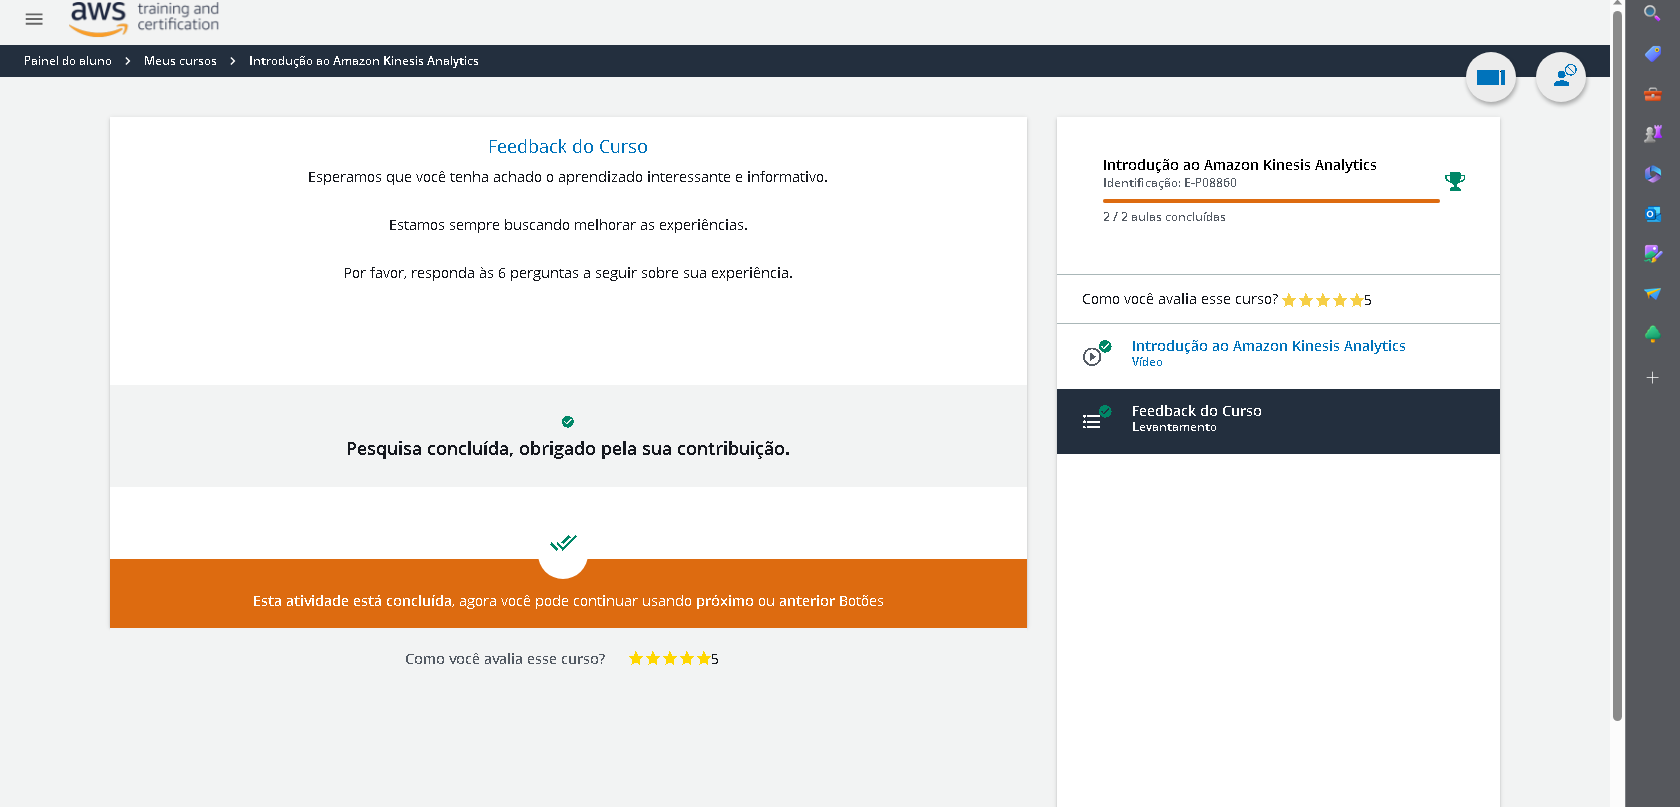 aws training and
certification
Painel do aluno > Meus cursos > Introdução ao Amazon Kinesis Analytics
Feedback do Curso
Esperamos que você tenha achado o aprendizado interessante e informativo.
Estamos sempre buscando melhorar as experiências.
Por favor, responda às 6 perguntas a seguir sobre sua experiência.
Pesquisa concluída, obrigado pela sua contribuição.
Esta atividade está concluída, agora você pode continuar usando próximo ou anterior Botões
Como você avalia esse curso? 5
Introdução ao Amazon Kinesis Analytics
Identificação: E-P08860
2 / 2 aulas concluídas
Como você avalia esse curso? 5
Introdução ao Amazon Kinesis Analytics
Vídeo
Feedback do Curso
Levantamento